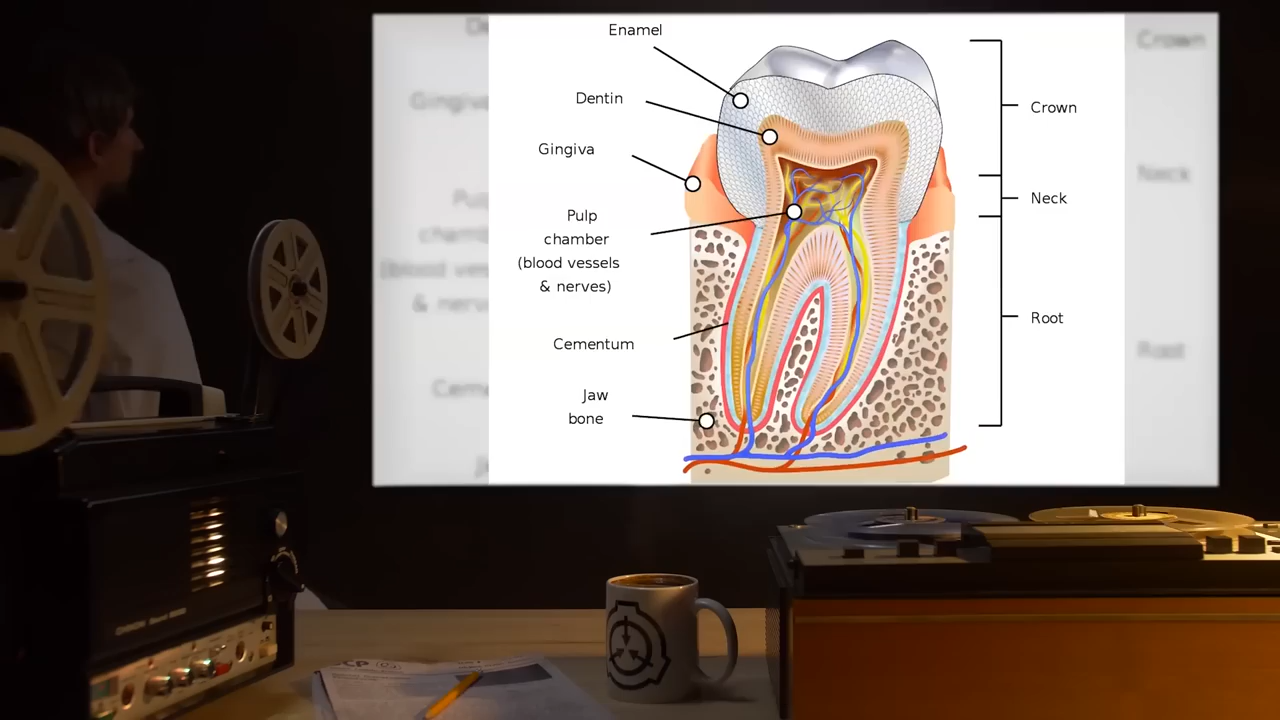 Enamel
Dentin
Gingiva
Pulp
chamber
(blood vessels
& nerves)
Cementum
Jaw
bone
Crown
Neck
Root